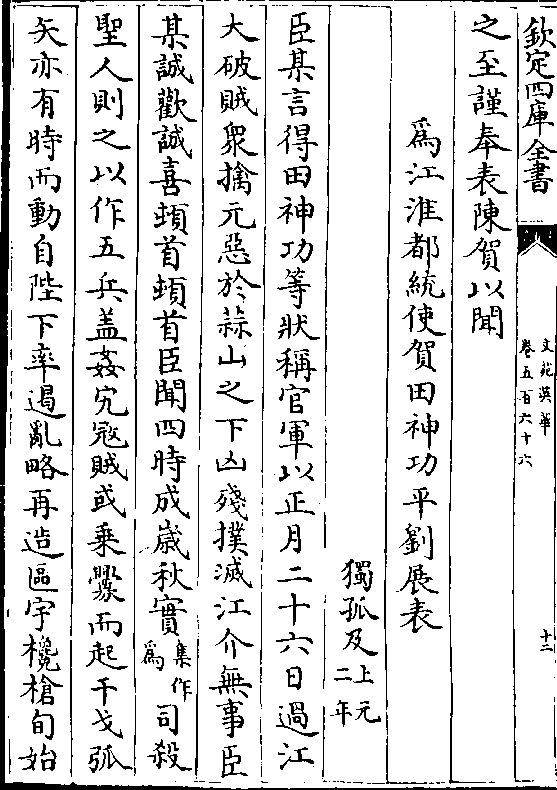 欽定四庫全書
文苑英華
卷五百六十六
十三
之至謹奉表陳賀以聞
爲江淮都統使賀田神功平劉展表
獨孤及上元二年
臣某言得田神功等狀稱官軍以正月二十六日過江
大破賊衆擒元惡於蒜山之下凶殘撲滅江介無事臣
某誠歡誠喜頓首頓首臣聞四時成歲秋實集作爲司殺
聖人則之以作五兵盖姦宄冦賊或乗釁而起干戈弧
矢亦有時而動自陛下率遏亂略再造區宇欃槍旬始